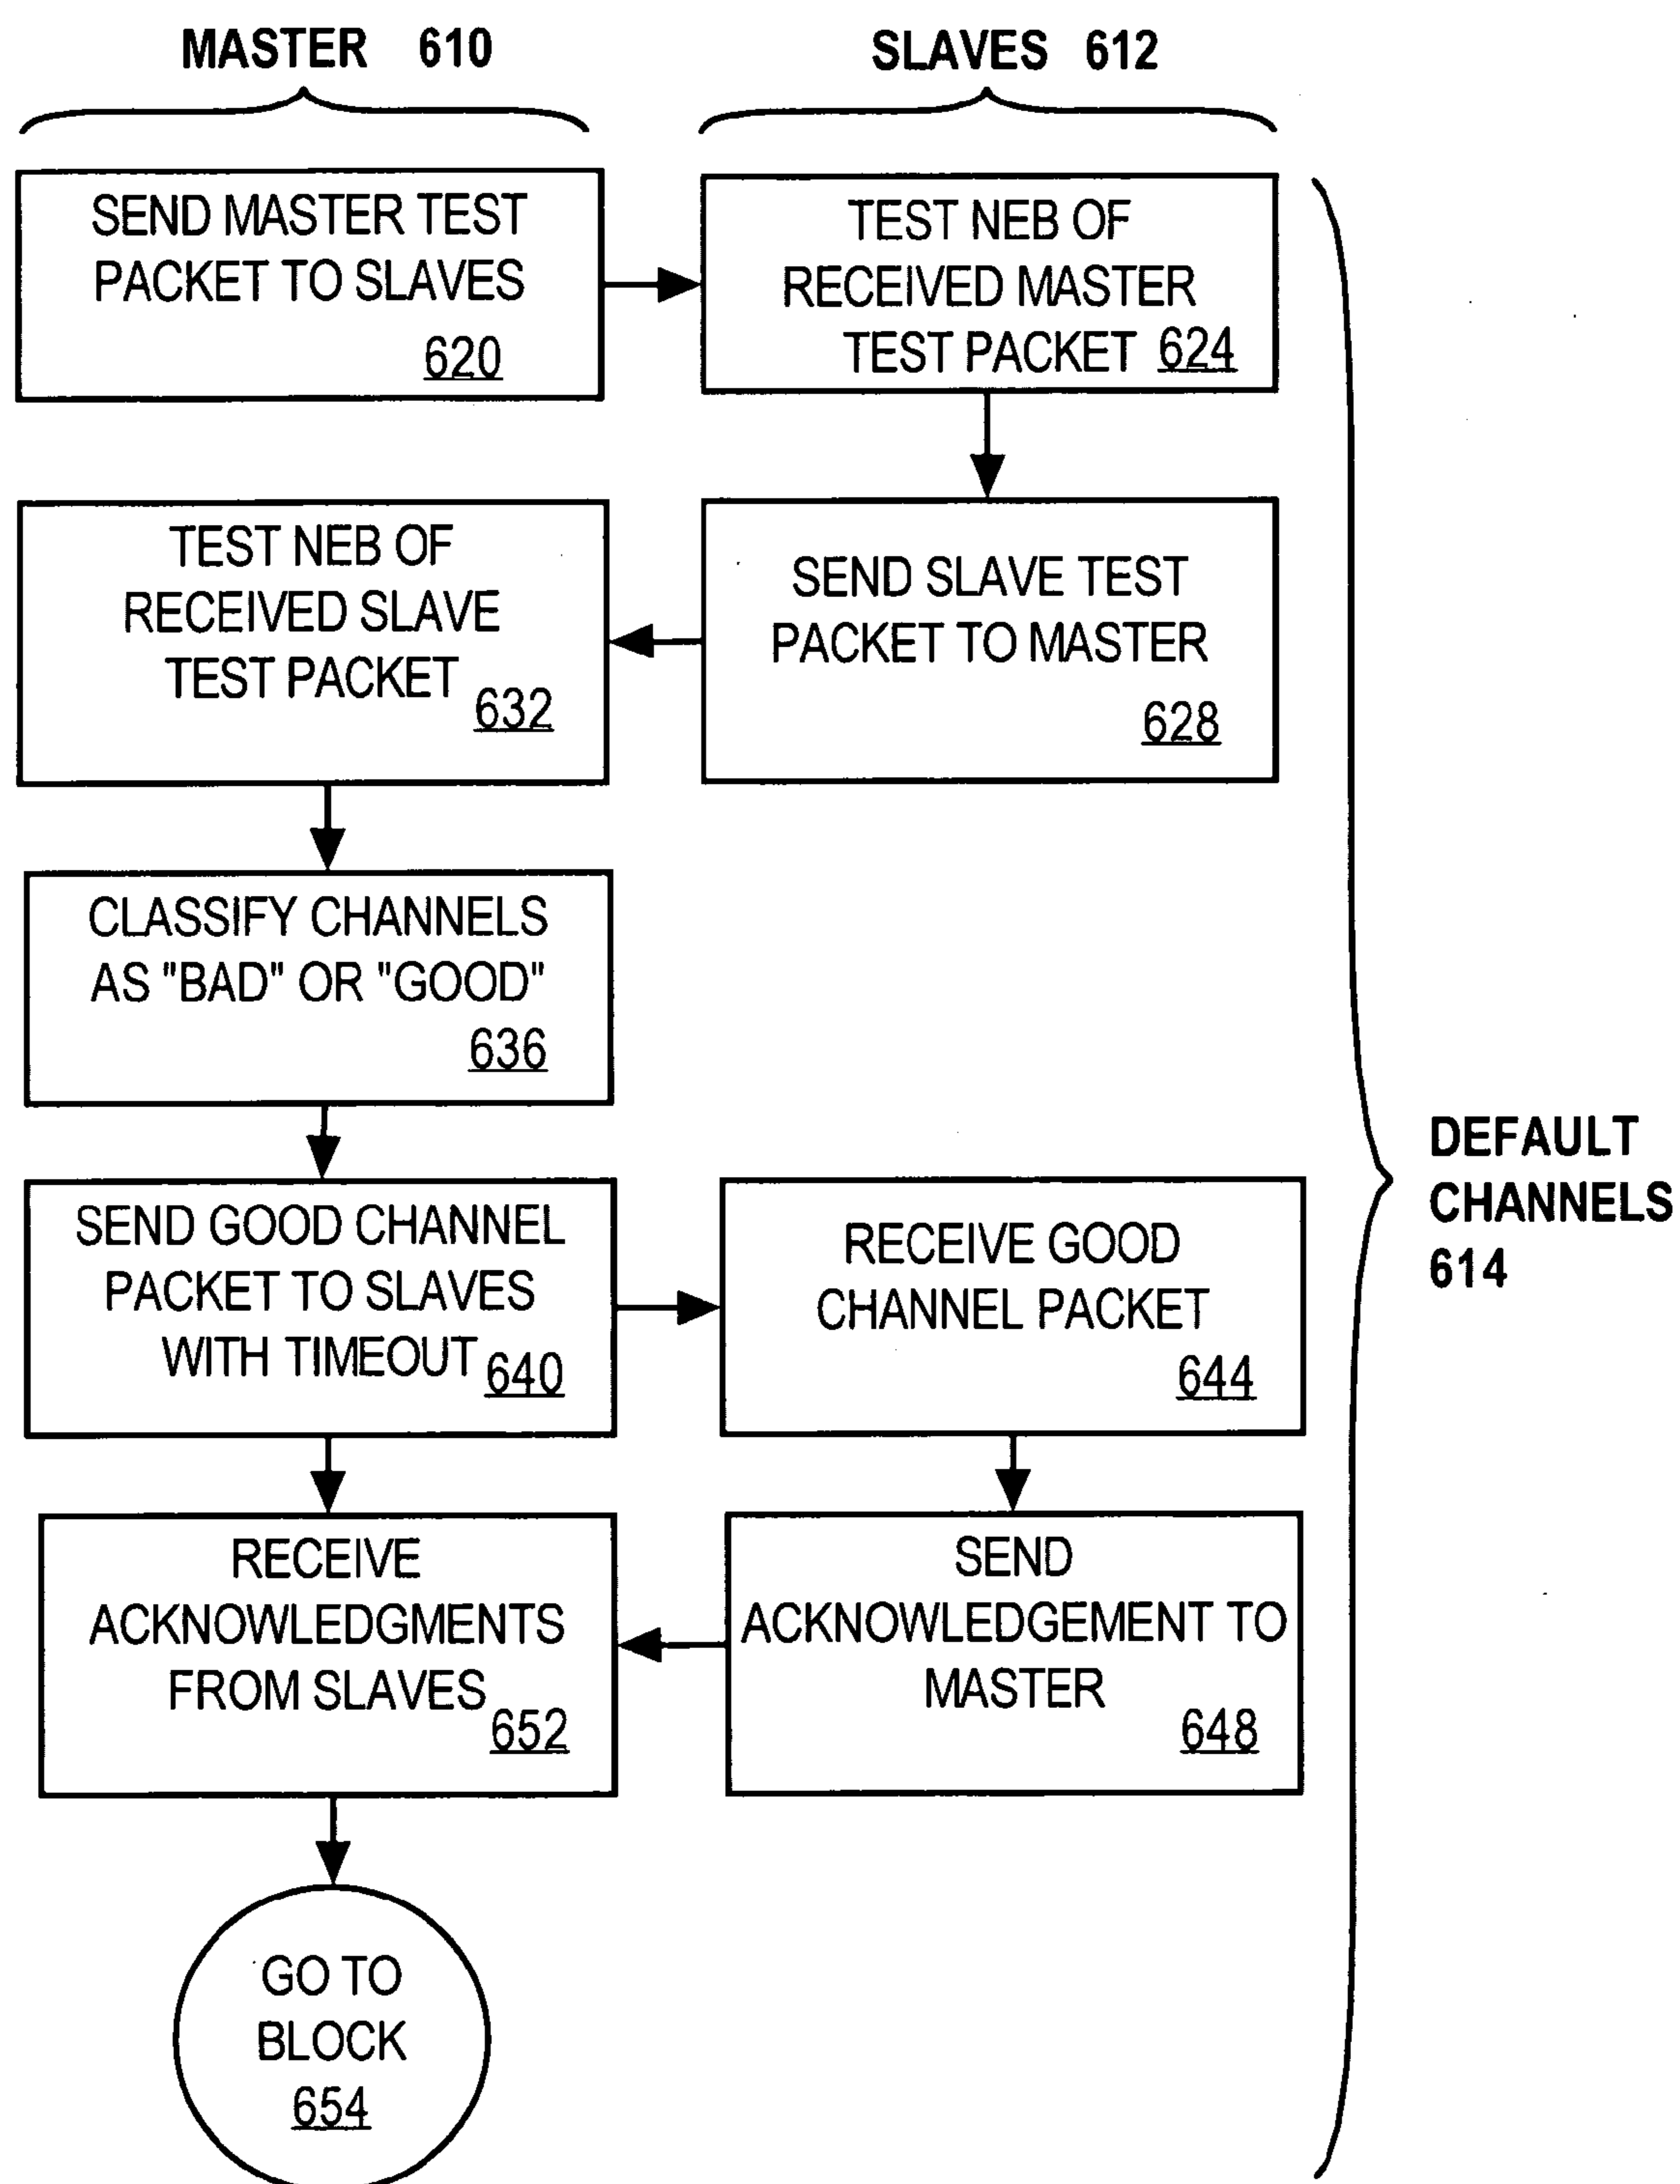 MASTER 610
SLAVES 612
SEND MASTER TEST
PACKET TO SLAVES
620
TEST NEB OF
RECEIVED MASTER
TEST PACKET 624
TEST NEB OF
RECEIVED SLAVE
TEST PACKET
632
SEND SLAVE TEST
PACKET TO MASTER
628
CLASSIFY CHANNELS
AS "BAD" OR "GOOD"
636
SEND GOOD CHANNEL
PACKET TO SLAVES
WITH TIMEOUT 640
RECEIVE GOOD
CHANNEL PACKET
644
DEFAULT
CHANNELS
614
RECEIVE
ACKNOWLEDGMENTS
FROM SLAVES
652
SEND
ACKNOWLEDGEMENT TO
MASTER
648
GO TO
BLOCK
654